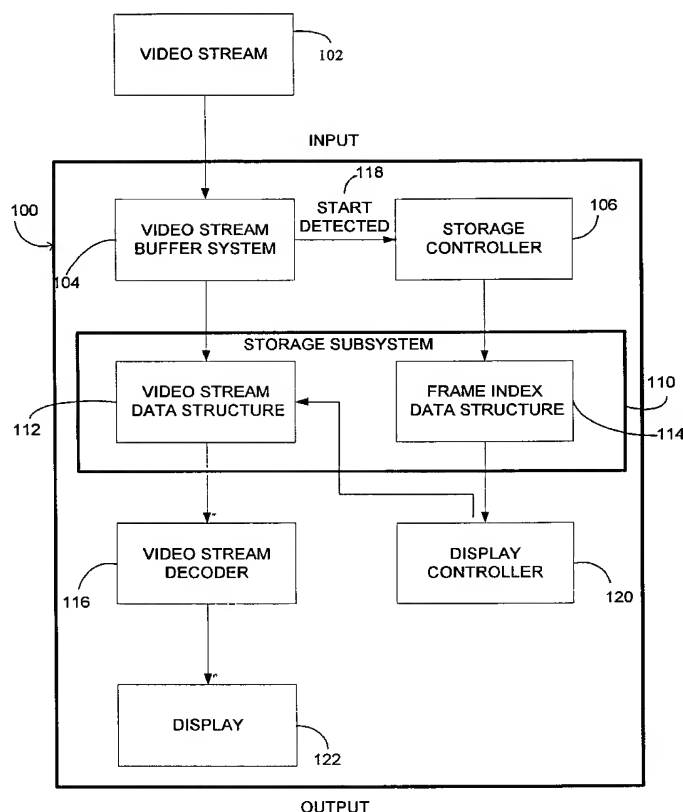 VIDEO STREAM
102
INPUT
118
100
VIDEO STREAM
BUFFER SYSTEM
START
DETECTED
STORAGE
CONTROLLER
106
104
STORAGE SUBSYSTEM
110
VIDEO STREAM
DATA STRUCTURE
FRAME INDEX
DATA STRUCTURE
112
114
VIDEO STREAM
DECODER
DISPLAY
CONTROLLER
116
120
DISPLAY
122
OUTPUT